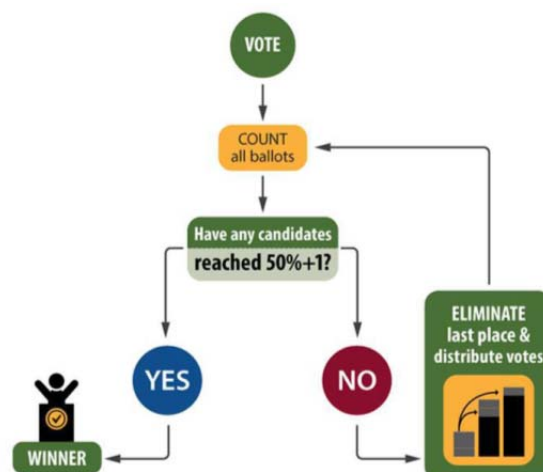 VOTE
COUNT
all ballots
Have any candidates
reached 50%+1?
YES
NO
ELIMINATE
last place &
distribute votes
WINNER